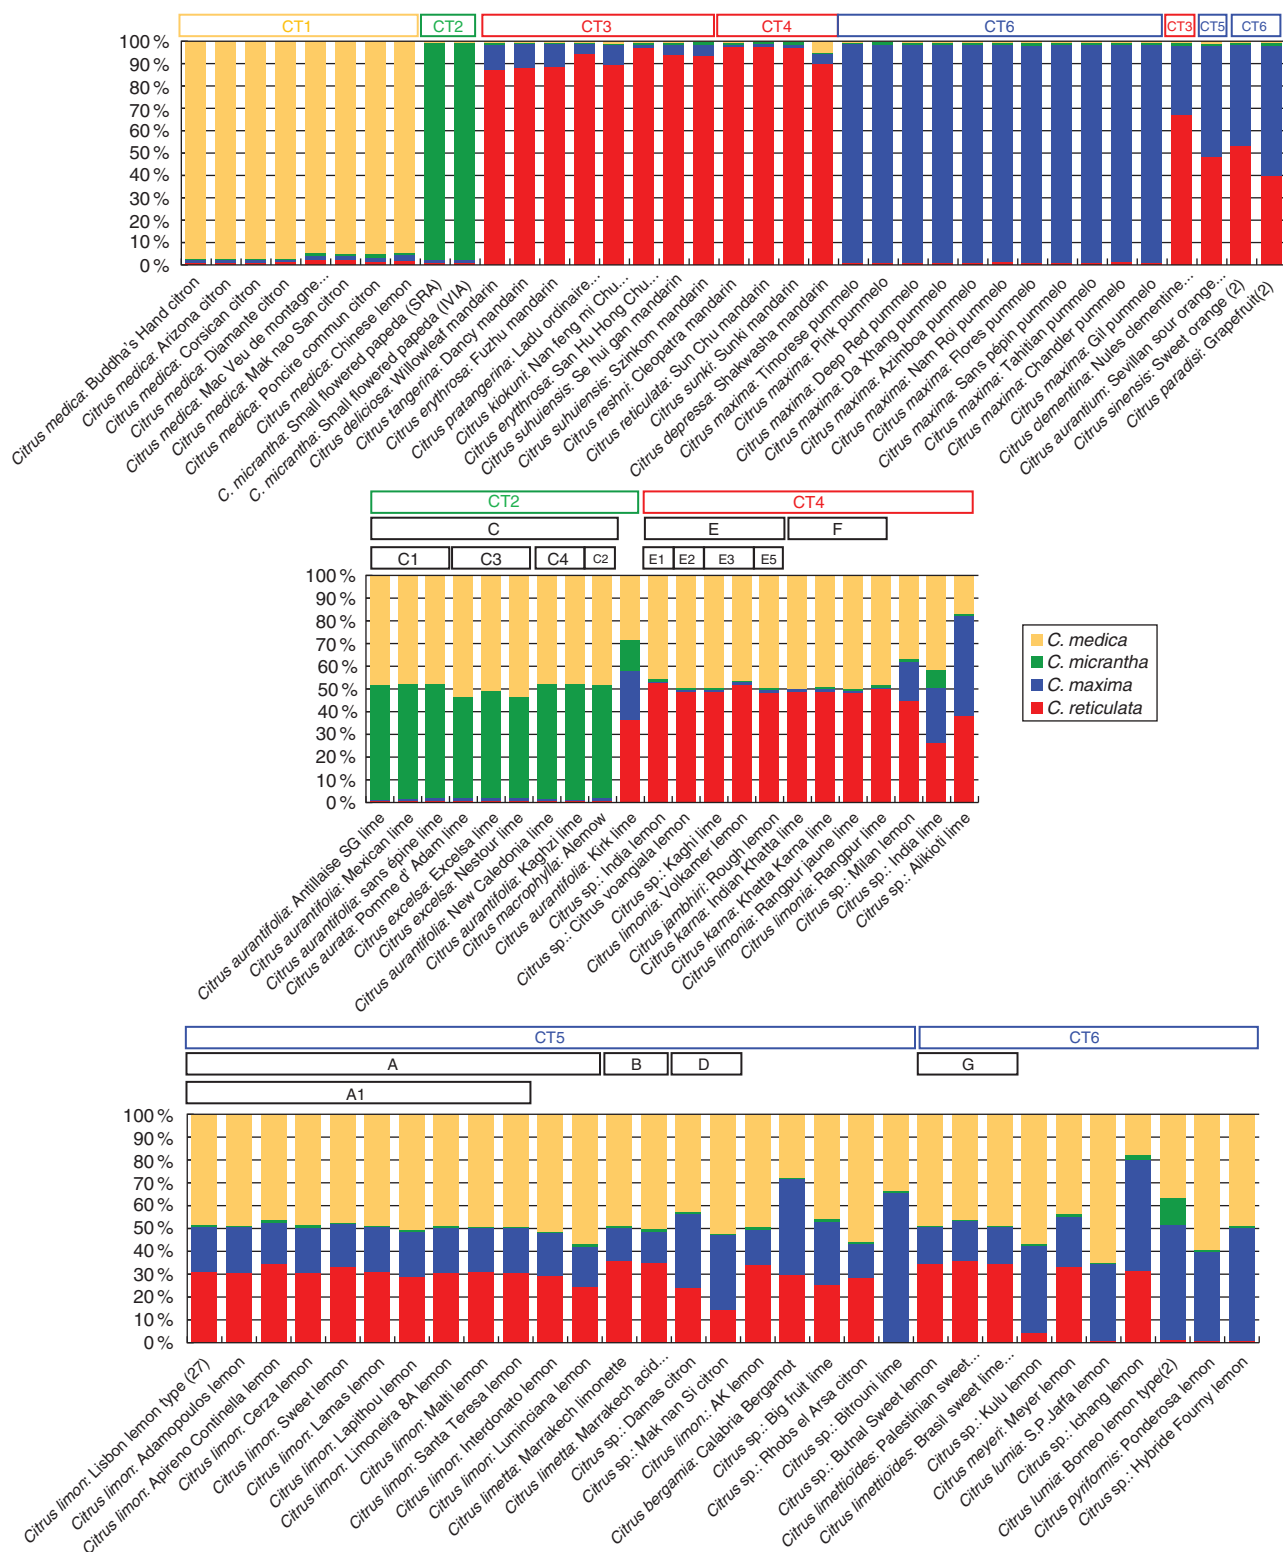 CT1 CT2 CT3 CT4 CT6 CT3 CT5 CT6
100 %
90 %
80 %
70 %
60 %
50 %
40 %
30 %
20 %
10 %
0 %
Citrus medica: Buddha's Hand citron
Citrus medica: Arizona citron
Citrus medica: Corsican citron
Citrus medica: Diamante citron
Citrus medica: Mac Veu de montagne...
Citrus medica: Mak nao San citron
Citrus medica: Poncire commun citron
Citrus medica: Chinese lemon
C. micrantha: Small flowered papeda (SRA)
C. micrantha: Small flowered papeda (IVIA)
Citrus deliciosa: Willowleaf mandarin
Citrus tangerina: Dancy mandarin
Citrus erythrosa: Fuzhu mandarin
Citrus pratangerina: Ladu ordinaire...
Citrus kiokuni: Nan feng mi Chu...
Citrus erythrosa: San Hu Hong Chu...
Citrus suhuiensis: Se hui gan mandarin
Citrus suhuiensis: Szinkom mandarin
Citrus reshni: Cleopatra mandarin
Citrus reticulata: Sun Chu mandarin
Citrus sunki: Sunki mandarin
Citrus depressa: Shakwasha mandarin
Citrus maxima: Timorese pummelo
Citrus maxima: Pink pummelo
Citrus maxima: Deep Red pummelo
Citrus maxima: Da Xhang pummelo
Citrus maxima: Azimboa pummelo
Citrus maxima: Nam Roi pummelo
Citrus maxima: Flores pummelo
Citrus maxima: Sans pepin pummelo
Citrus maxima: Tahitian pummelo
Citrus maxima: Chandler pummelo
Citrus maxima: Gil pummelo
Citrus clementina: Nules clementine...
Citrus aurantium: Sevillan sour orange...
Citrus sinensis: Sweet orange (2)
Citrus paradisi: Grapefruit(2)
CT2 CT4
C E F
C1 C3 C4 C2 E1 E2 E3 E5
100 %
90 %
80 %
70 %
60 %
50 %
40 %
30 %
20 %
10 %
0 %
C. medica
C. micrantha
C. maxima
C. reticulata
Citrus aurantifolia: Antillaise SG lime
Citrus aurantifolia: Mexican lime
Citrus aurantifolia: sans épine lime
Citrus aurata: Pomme d' Adam lime
Citrus excelsa: Excelsa lime
Citrus excelsa: Nestour lime
Citrus aurantifolia: New Caledonia lime
Citrus aurantifolia: Kaghzi lime
Citrus macrophylla: Alemow
Citrus aurantifolia: Kirk lime
Citrus sp.: India lemon
Citrus sp.: Citrus voangiala lemon
Citrus sp.: Kaghi lime
Citrus limonia: Volkamer lemon
Citrus jambhiri: Rough lemon
Citrus karna: Indian Khatta lime
Citrus karna: Khatta Karna lime
Citrus limonia: Rangpur jaune lime
Citrus limonia: Rangpur lime
Citrus sp.: Milan lemon
Citrus sp.: India lime
Citrus sp.: Alikioti lime
CT5 CT6
A B D G
A1
100 %
90 %
80 %
70 %
60 %
50 %
40 %
30 %
20 %
10 %
0 %
Citrus limon: Lisbon lemon type (27)
Citrus limon: Adamopoulos lemon
Citrus limon: Apireno Continella lemon
Citrus limon: Cerza lemon
Citrus limon: Sweet lemon
Citrus limon: Lamas lemon
Citrus limon: Lapithou lemon
Citrus limon: Limoneira 8A lemon
Citrus limon: Malti lemon
Citrus limon: Santa Teresa lemon
Citrus limon: Interdonato lemon
Citrus limon: Luminciana lemon
Citrus limetta: Marrakech limonette
Citrus limetta: Marrakech acid...
Citrus sp.: Damas citron
Citrus sp.: Mak nan Si citron
Citrus limon.: AK lemon
Citrus bergamia: Calabria Bergamot
Citrus sp.: Big fruit lime
Citrus sp.: Rhobs el Arsa citron
Citrus sp.: Bitrouni lime
Citrus sp.: Butnal Sweet lemon
Citrus limettioides: Palestinian sweet...
Citrus limettioides: Brasil sweet lime...
Citrus sp.: Kulu lemon
Citrus meyeri: Meyer lemon
Citrus lumia: S.P Jaffa lemon
Citrus sp.: Ichang lemon
Citrus lumia: Borneo lemon type(2)
Citrus pyriformis: Ponderosa lemon
Citrus sp.: Hybride Fourny lemon